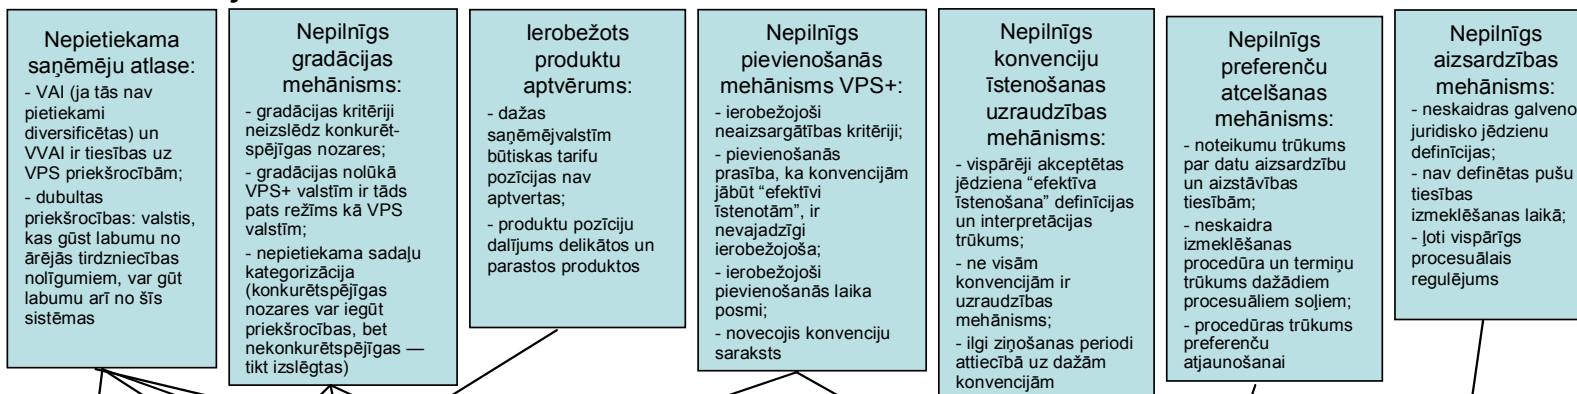 Nepietiekama
saņēmēju atlase:
- VAI (ja tās nav
pietiekami
diversificētas) un
VVAI ir tiesības uz
VPS priekšrocībām;
- dubultas
priekšrocības: valstis,
kas gūst labumu no
ārējās tirdzniecības
nolīgumiem, var gūt
labumu arī no šīs
sistēmas
Nepilnīgs
gradācijas
mehānisms:
- gradācijas kritēriji
neizslēdz konkurēt-
spējīgas nozares;
- gradācijas nolūkā
VPS+ valstīm ir tāds
pats režīms kā VPS
valstīm;
- nepietiekama sadaļu
kategorizācija
(konkurētspējīgas
nozares var iegūt
priekšrocības, bet
nekonkurētspējīgas —
tikt izslēgtas)
Ierobežots
produktu
aptvērums:
- dažas
saņēmējvalstīm
būtiskas tarifu
pozīcijas nav
aptvertas;
- produktu pozīciju
dalījums delikātos un
parastos produktos
Nepilnīgs
pievienošanās
mehānisms VPS+:
- ierobežojoši
neaizsargātības kritēriji;
- pievienošanās
prasība, ka konvencijām
jābūt “efektīvi
īstenotām”, ir
nevajadzīgi
ierobežojoša;
- ierobežojoši
pievienošanās laika
posmi;
- novecojis konvenciju
saraksts
Nepilnīgs
konvenciju
īstenošanas
uzraudzības
mehānisms:
- vispārēji akceptētas
jēdziena “efektīva
īstenošana” definīcijas
un interpretācijas
trūkums;
- ne visām
konvencijām ir
uzraudzības
mehānisms;
- ilgi ziņošanas periodi
attiecībā uz dažām
konvencijām
Nepilnīgs
preferenču
atcelšanas
mehānisms:
- noteikumu trūkums
par datu aizsardzību
un aizstāvības
tiesībām;
- neskaidra
izmeklēšanas
procedūra un termiņu
trūkums dažādiem
procesuāliem soļiem;
- procedūras trūkums
preferenču
atjaunošanai
Nepilnīgs
aizsardzības
mehānisms:
- neskaidras galveno
juridisko jēdzienu
definīcijas;
- nav definētas pušu
tiesības
izmeklēšanas laikā;
- ļoti vispārīgs
procesuālais
regulējums